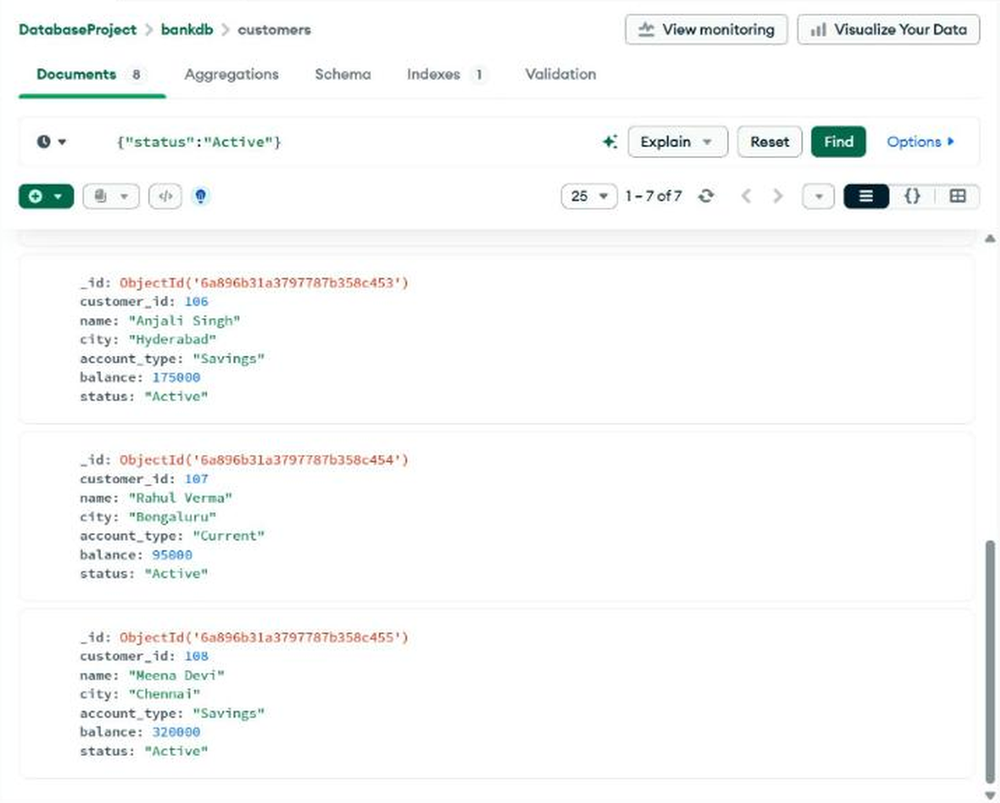 DatabaseProject > bankdb > customers
View monitoring
Visualize Your Data
Documents 8 Aggregations Schema Indexes 1 Validation
{"status":"Active"}
Explain Reset Find Options
25 1 – 7 of 7 {}
_id: ObjectId('6a896b31a3797787b358c453')
customer_id: 106
name: "Anjali Singh"
city: "Hyderabad"
account_type: "Savings"
balance: 175000
status: "Active"
_id: ObjectId('6a896b31a3797787b358c454')
customer_id: 107
name: "Rahul Verma"
city: "Bengaluru"
account_type: "Current"
balance: 95000
status: "Active"
_id: ObjectId('6a896b31a3797787b358c455')
customer_id: 108
name: "Meena Devi"
city: "Chennai"
account_type: "Savings"
balance: 320000
status: "Active"